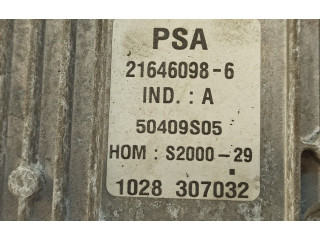 PSA
21646098-6
IND. : A
50409S05
HOM : S2000-29
1028 307032